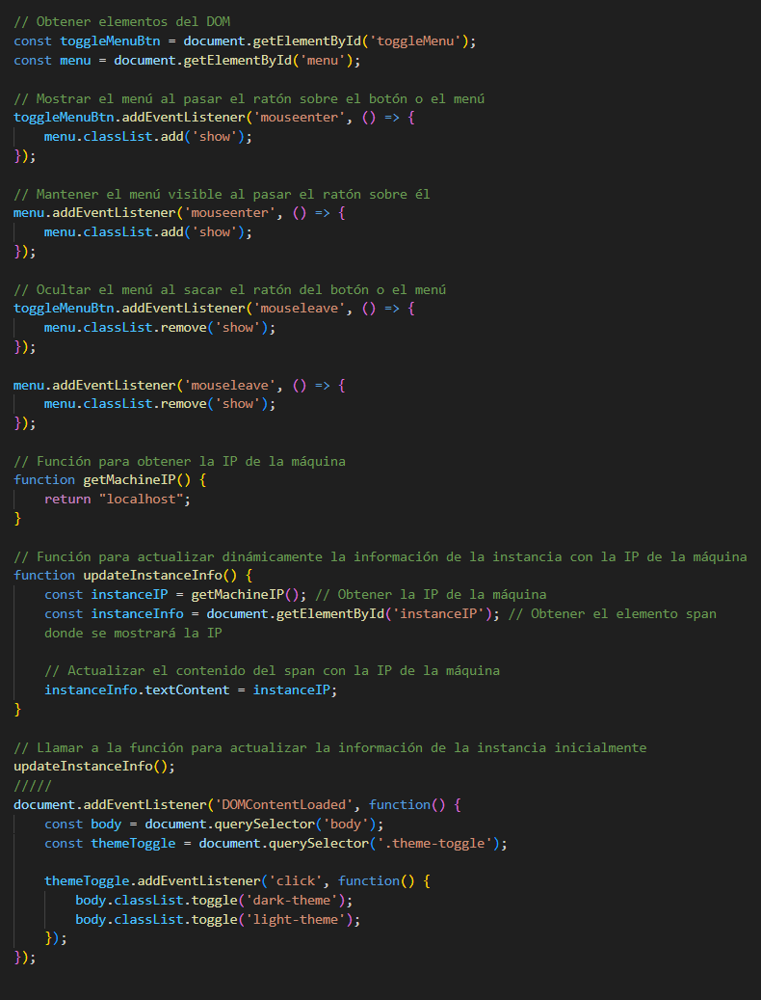 // Obtener elementos del DOM
const toggleMenuBtn = document.getElementById('toggleMenu');
const menu = document.getElementById('menu');

// Mostrar el menú al pasar el ratón sobre el botón o el menú
toggleMenuBtn.addEventListener('mouseenter', () => {
    menu.classList.add('show');
});

// Mantener el menú visible al pasar el ratón sobre él
menu.addEventListener('mouseenter', () => {
    menu.classList.add('show');
});

// Ocultar el menú al sacar el ratón del botón o el menú
toggleMenuBtn.addEventListener('mouseleave', () => {
    menu.classList.remove('show');
});

menu.addEventListener('mouseleave', () => {
    menu.classList.remove('show');
});

// Función para obtener la IP de la máquina
function getMachineIP() {
    return "localhost";
}

// Función para actualizar dinámicamente la información de la instancia con la IP de la máquina
function updateInstanceInfo() {
    const instanceIP = getMachineIP(); // Obtener la IP de la máquina
    const instanceInfo = document.getElementById('instanceIP'); // Obtener el elemento span
    donde se mostrará la IP

    // Actualizar el contenido del span con la IP de la máquina
    instanceInfo.textContent = instanceIP;
}

// Llamar a la función para actualizar la información de la instancia inicialmente
updateInstanceInfo();
/////
document.addEventListener('DOMContentLoaded', function() {
    const body = document.querySelector('body');
    const themeToggle = document.querySelector('.theme-toggle');

    themeToggle.addEventListener('click', function() {
        body.classList.toggle('dark-theme');
        body.classList.toggle('light-theme');
    });
});